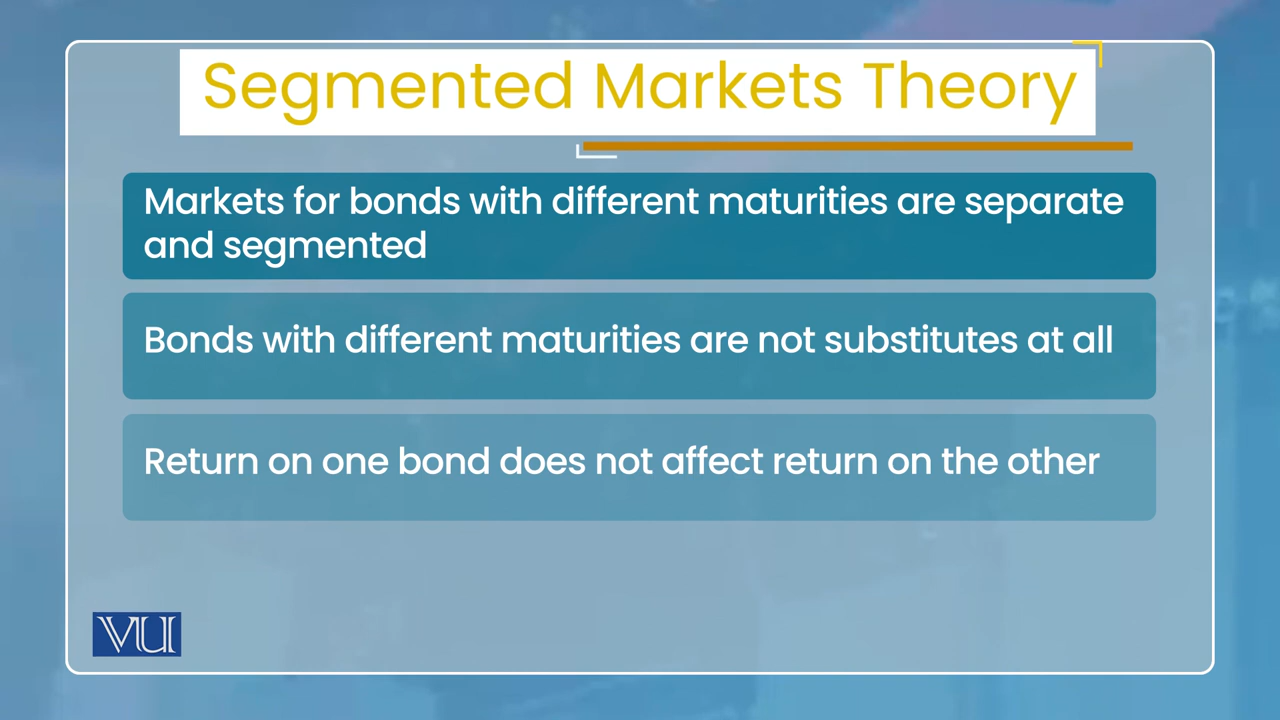 Segmented Markets Theory
Markets for bonds with different maturities are separate
and segmented
Bonds with different maturities are not substitutes at all
Return on one bond does not affect return on the other
VU